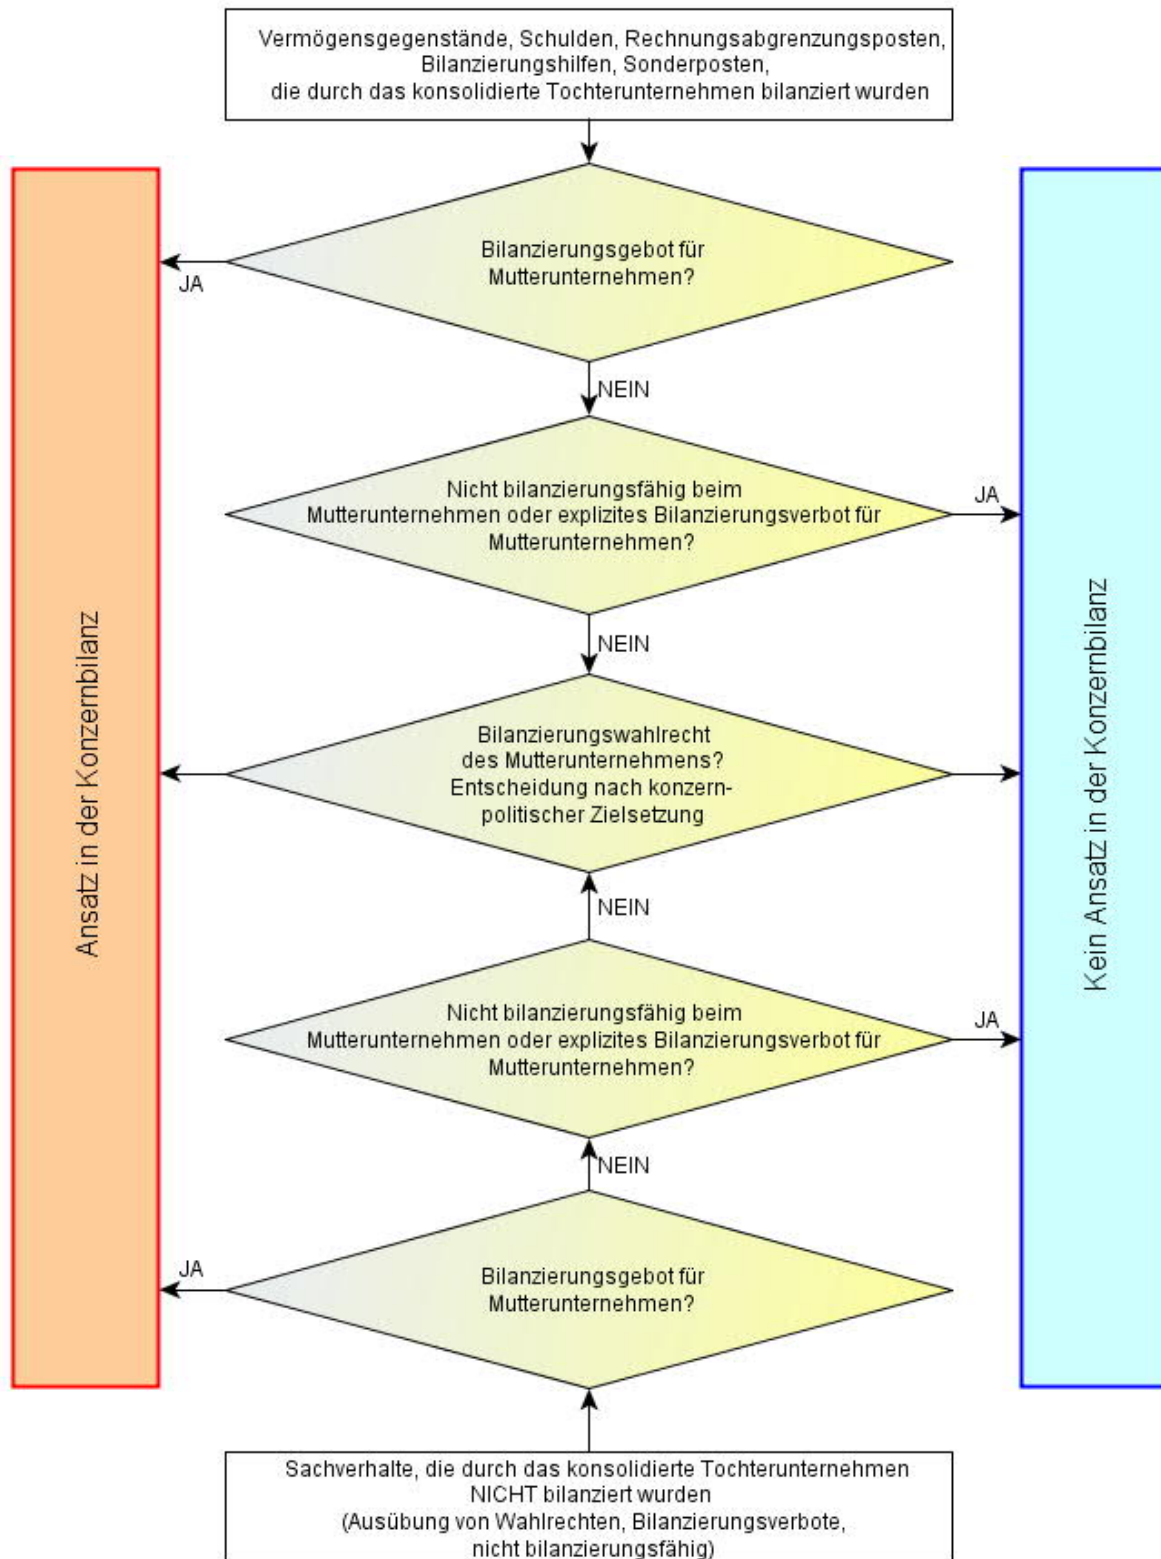 Vermögensgegenstände, Schulden, Rechnungsabgrenzungsposten,
Bilanzierungshilfen, Sonderposten,
die durch das konsolidierte Tochterunternehmen bilanziert wurden
Bilanzierungsgebot für
Mutterunternehmen?
JA
NEIN
Nicht bilanzierungsfähig beim
Mutterunternehmen oder explizites Bilanzierungsverbot für
Mutterunternehmen?
JA
NEIN
Bilanzierungswahlrecht
des Mutterunternehmens?
Entscheidung nach konzern-
politischer Zielsetzung
Ansatz in der Konzernbilanz
Kein Ansatz in der Konzernbilanz
NEIN
Nicht bilanzierungsfähig beim
Mutterunternehmen oder explizites Bilanzierungsverbot für
Mutterunternehmen?
JA
NEIN
Bilanzierungsgebot für
Mutterunternehmen?
JA
Sachverhalte, die durch das konsolidierte Tochterunternehmen
NICHT bilanziert wurden
(Ausübung von Wahlrechten, Bilanzierungsverbote,
nicht bilanzierungsfähig)